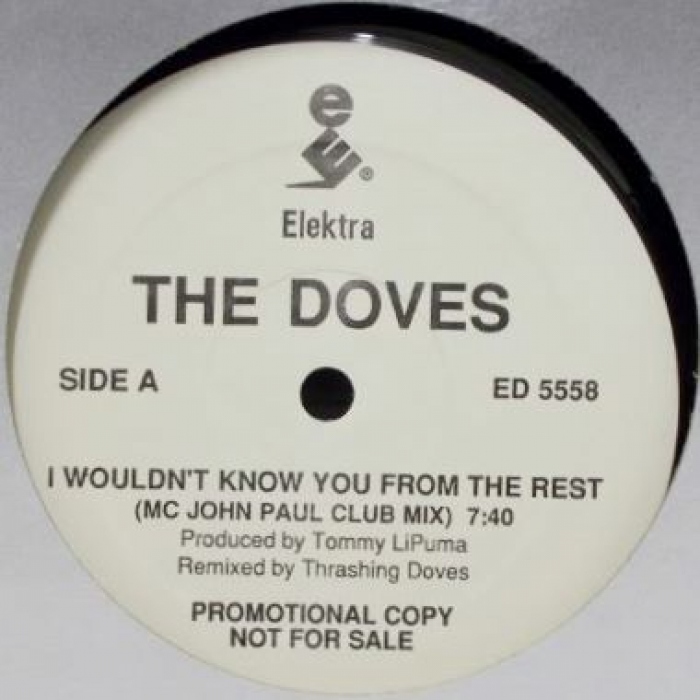 e
E®
Elektra
THE DOVES
SIDE A
ED 5558
I WOULDN'T KNOW YOU FROM THE REST
(MC JOHN PAUL CLUB MIX) 7:40
Produced by Tommy LiPuma
Remixed by Thrashing Doves
PROMOTIONAL COPY
NOT FOR SALE